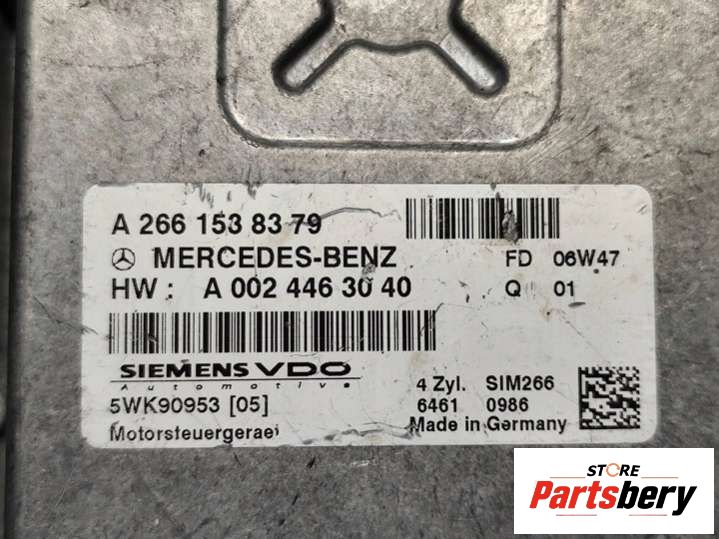 A 266 153 83 79
MERCEDES-BENZ
FD 06W47
HW : A 002 446 30 40
Q 01
SIEMENS VDO
Automotive
4 Zyl. SIM266
5WK90953 [05]
6461 0986
Motorsteuergerae
Made in Germany
STORE
Partsbery